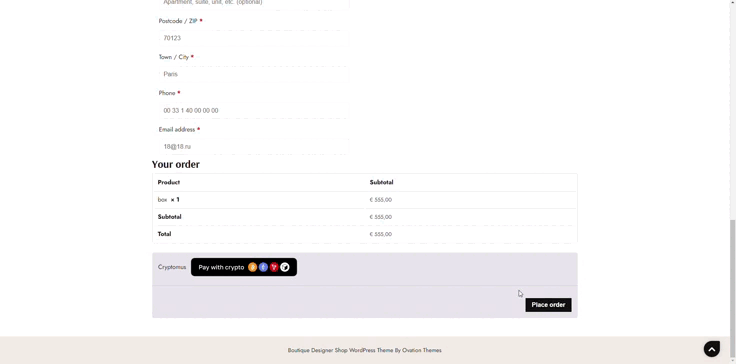 Apartment, suite, unit, etc. (optional)
Postcode / ZIP *
70123
Town / City *
Paris
Phone *
00 33 1 40 00 00 00
Email address *
18@18.ru
Your order
Product Subtotal
box × 1 € 555,00
Subtotal € 555,00
Total € 555,00
Cryptomus Pay with crypto
Place order
Boutique Designer Shop WordPress Theme By Ovation Themes